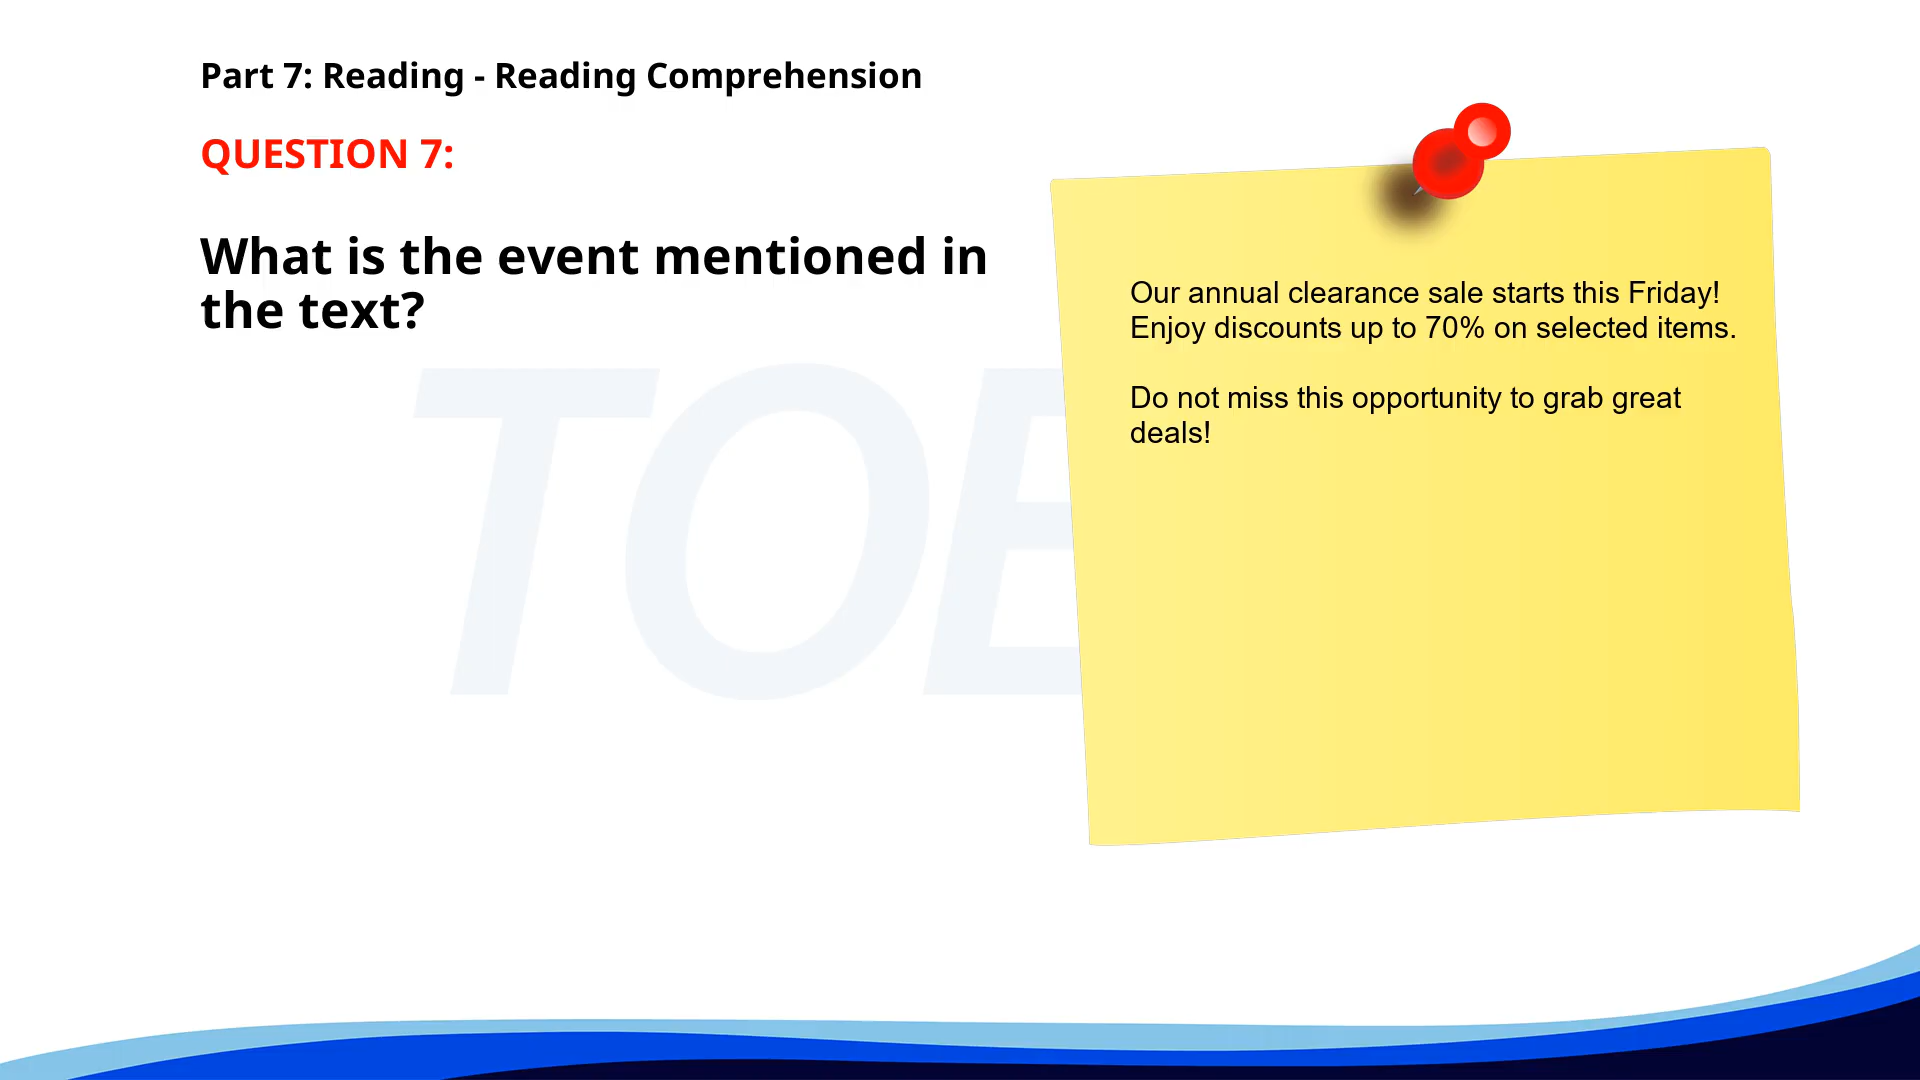 Part 7: Reading - Reading Comprehension
QUESTION 7:
What is the event mentioned in
the text?
Our annual clearance sale starts this Friday!
Enjoy discounts up to 70% on selected items.
Do not miss this opportunity to grab great
deals!
TOE